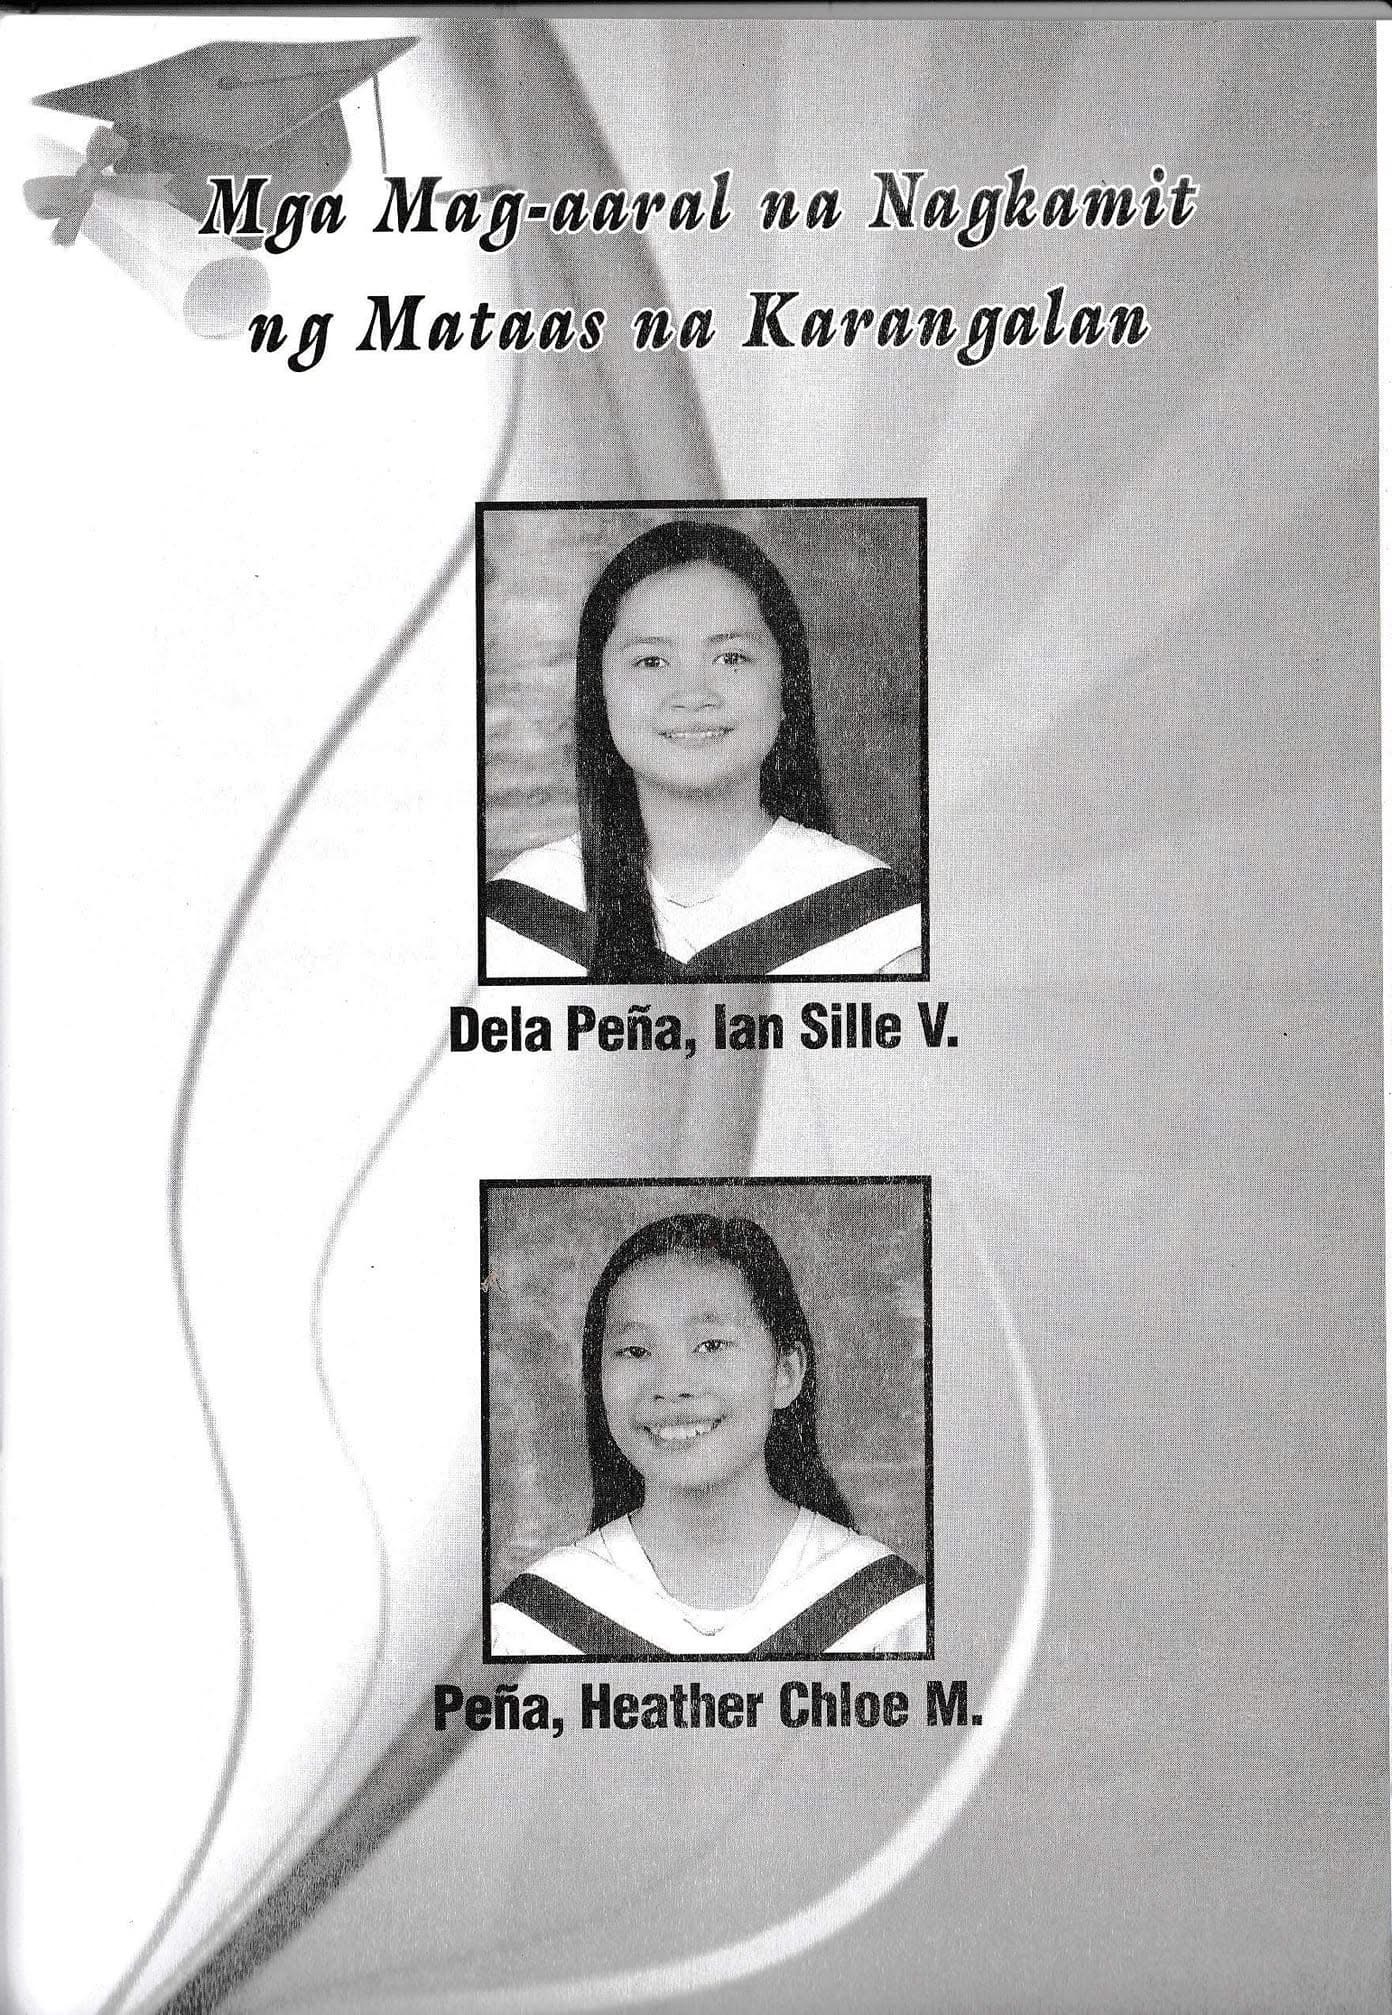 Mga Mag-aaral na Nagkamit
ng Mataas na Karangalan
Dela Peña, Ian Sille V.
Peña, Heather Chloe M.